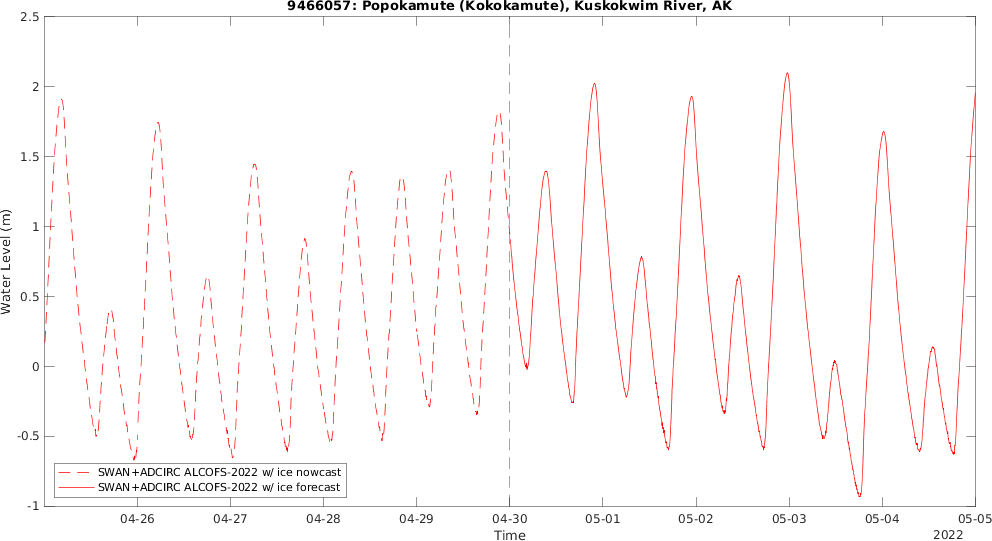 9466057: Popokamute (Kokokamute), Kuskokwim River, AK
2.5
2
1.5
1
0.5
0
-0.5
-1
Water Level (m)
SWAN+ADCIRC ALCOFS-2022 w/ ice nowcast
SWAN+ADCIRC ALCOFS-2022 w/ ice forecast
04-26 04-27 04-28 04-29 04-30 05-01 05-02 05-03 05-04 05-05
Time
2022